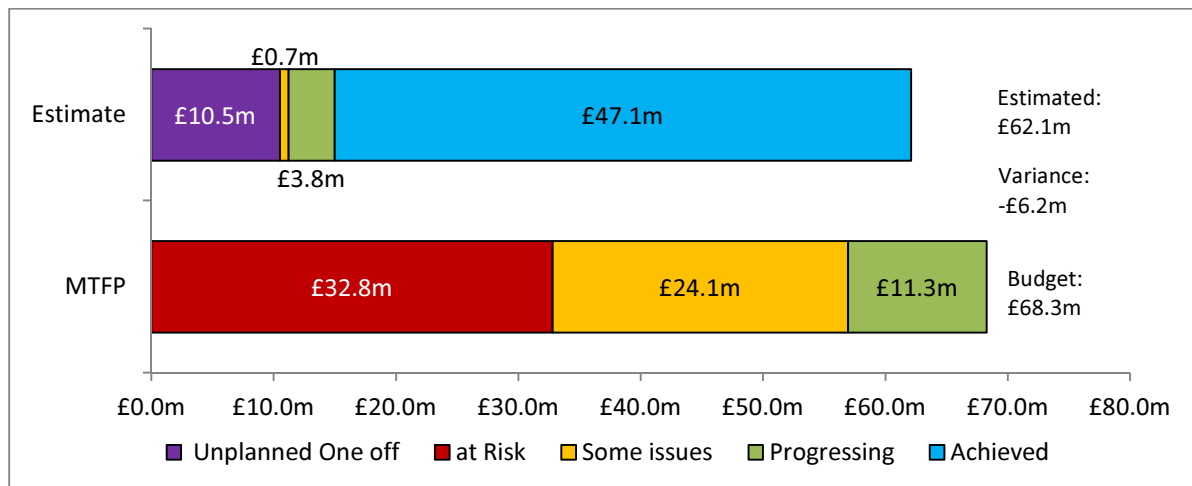 £0.7m
Estimate
£10.5m
£47.1m
£3.8m
Estimated:
£62.1m
Variance:
-£6.2m
MTFP
£32.8m
£24.1m
£11.3m
Budget:
£68.3m
£0.0m £10.0m £20.0m £30.0m £40.0m £50.0m £60.0m £70.0m £80.0m
Unplanned One off at Risk Some issues Progressing Achieved